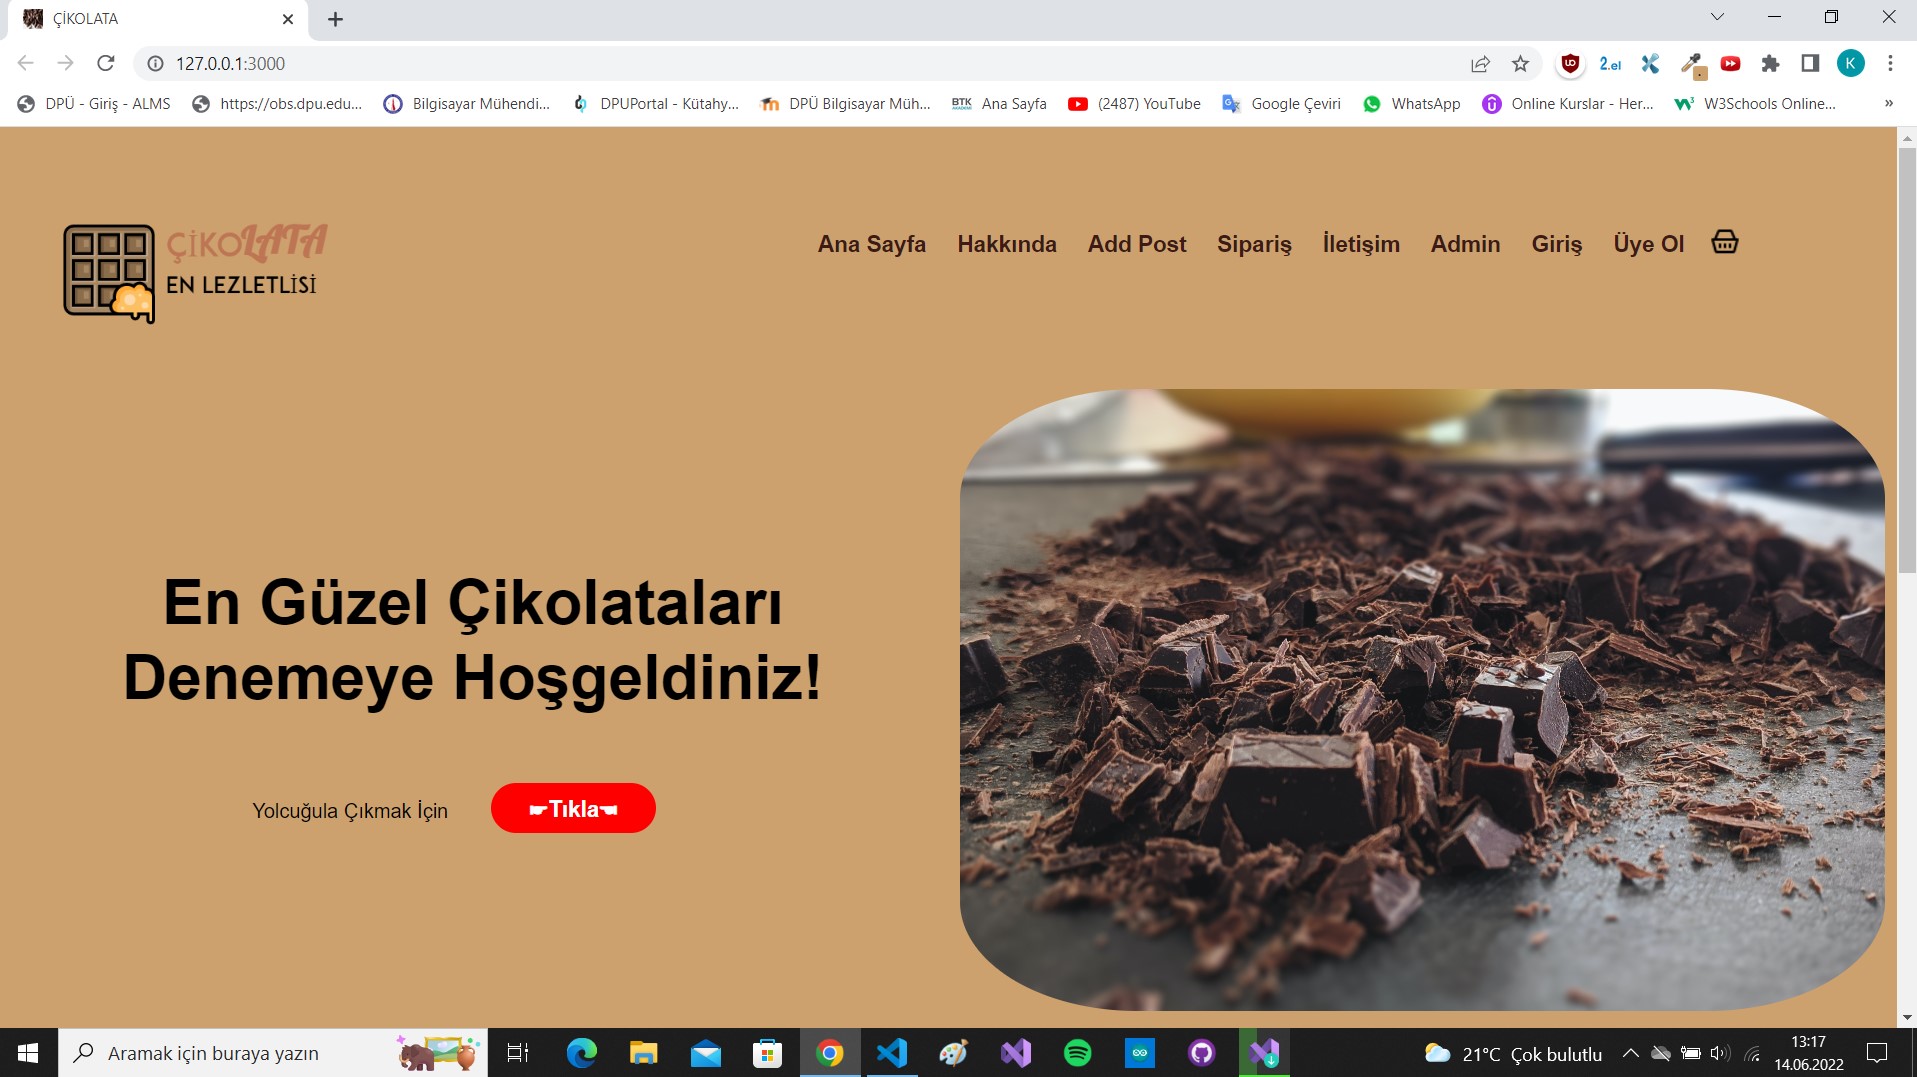 ÇİKOLATA
127.0.0.1:3000
2.el
K
DPÜ - Giriş - ALMS
https://obs.dpu.edu...
Bilgisayar Mühendi...
DPUPortal - Kütahy...
DPÜ Bilgisayar Müh...
BTK
Ana Sayfa
(2487) YouTube
Google Çeviri
WhatsApp
Online Kurslar - Her...
W3Schools Online...
»
ÇİKOLATA
EN LEZLETLİSİ
Ana Sayfa
Hakkında
Add Post
Sipariş
İletişim
Admin
Giriş
Üye Ol
En Güzel Çikolataları
Denemeye Hoşgeldiniz!
Yolcuğula Çıkmak İçin
☛Tıkla☚
Aramak için buraya yazın
21°C Çok bulutlu
13:17
14.06.2022